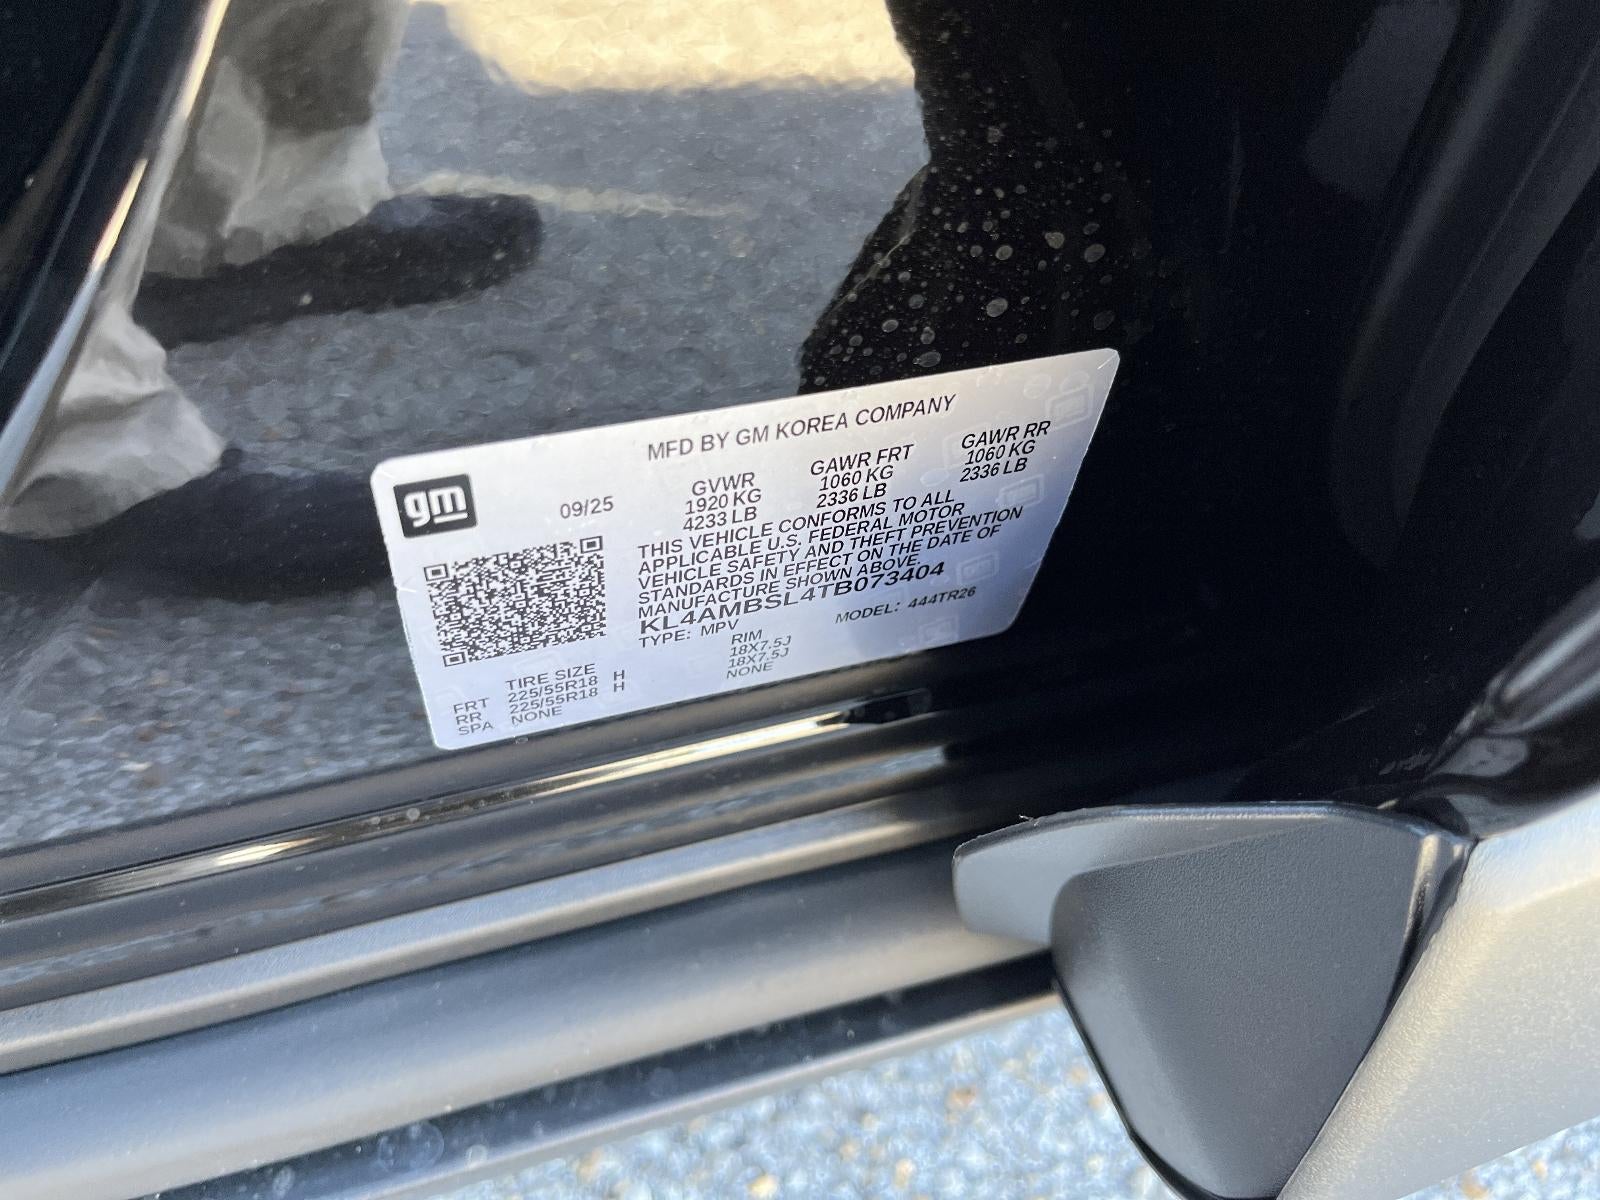 MFD BY GM KOREA COMPANY
gm
09/25
GVWR GAWR FRT GAWR RR
1920 KG 1060 KG 1060 KG
4233 LB 2336 LB 2336 LB
THIS VEHICLE CONFORMS TO ALL
APPLICABLE U.S. FEDERAL MOTOR
VEHICLE SAFETY AND THEFT PREVENTION
STANDARDS IN EFFECT ON THE DATE OF
MANUFACTURE SHOWN ABOVE.
KL4AMBSL4TB073404
TYPE: MPV MODEL: 444TR26
TIRE SIZE RIM
FRT 225/55R18 H 18X7.5J
RR 225/55R18 H 18X7.5J
SPA NONE NONE